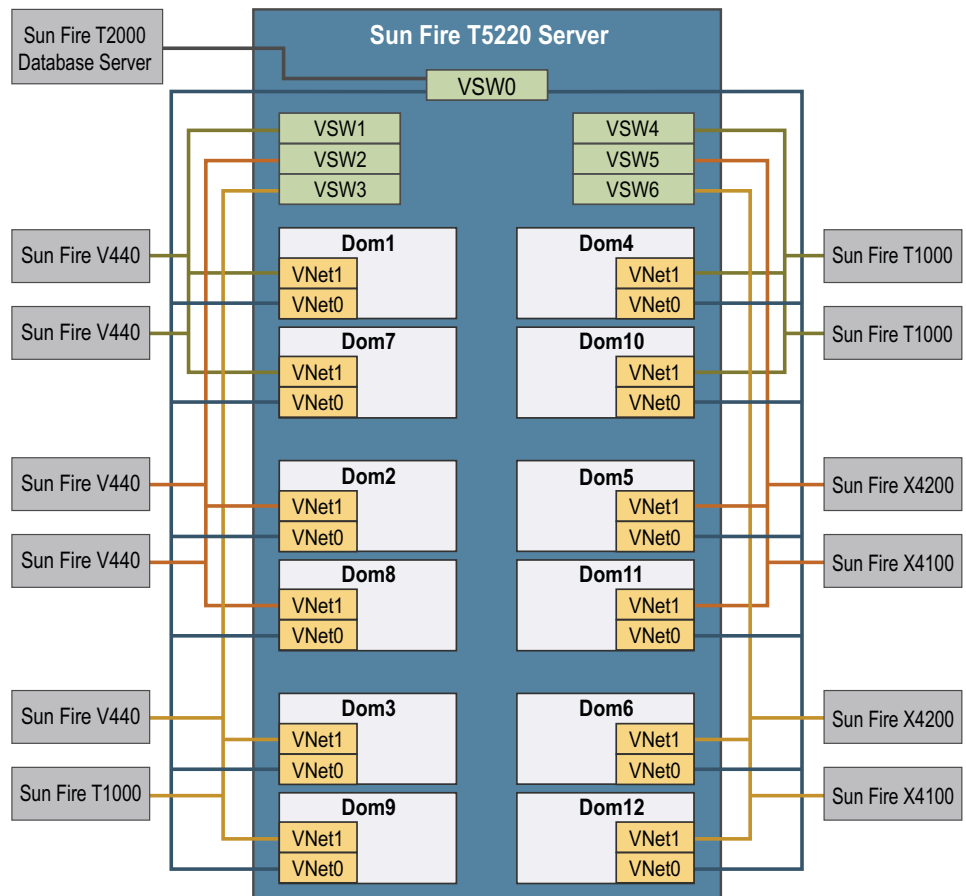 Sun Fire T2000
Database Server
Sun Fire T5220 Server
VSW0
VSW1
VSW2
VSW3
VSW4
VSW5
VSW6
Sun Fire V440
Sun Fire V440
Dom1
VNet1
VNet0
Dom4
VNet1
VNet0
Sun Fire T1000
Sun Fire T1000
Dom7
VNet1
VNet0
Dom10
VNet1
VNet0
Sun Fire V440
Sun Fire V440
Dom2
VNet1
VNet0
Dom5
VNet1
VNet0
Sun Fire X4200
Sun Fire X4100
Dom8
VNet1
VNet0
Dom11
VNet1
VNet0
Sun Fire V440
Sun Fire T1000
Dom3
VNet1
VNet0
Dom6
VNet1
VNet0
Sun Fire X4200
Sun Fire X4100
Dom9
VNet1
VNet0
Dom12
VNet1
VNet0